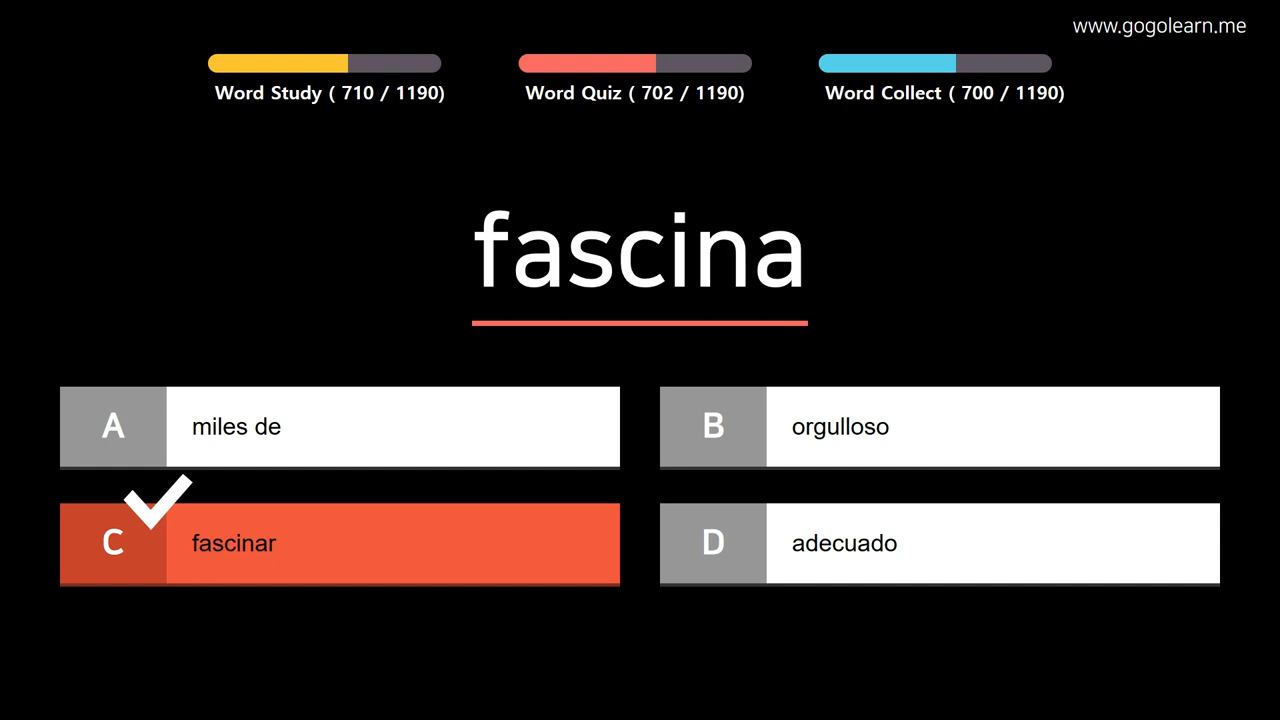 www.gogolearn.me
Word Study ( 710 / 1190)
Word Quiz ( 702 / 1190)
Word Collect ( 700 / 1190)
fascina
A miles de
B orgulloso
C fascinar
D adecuado